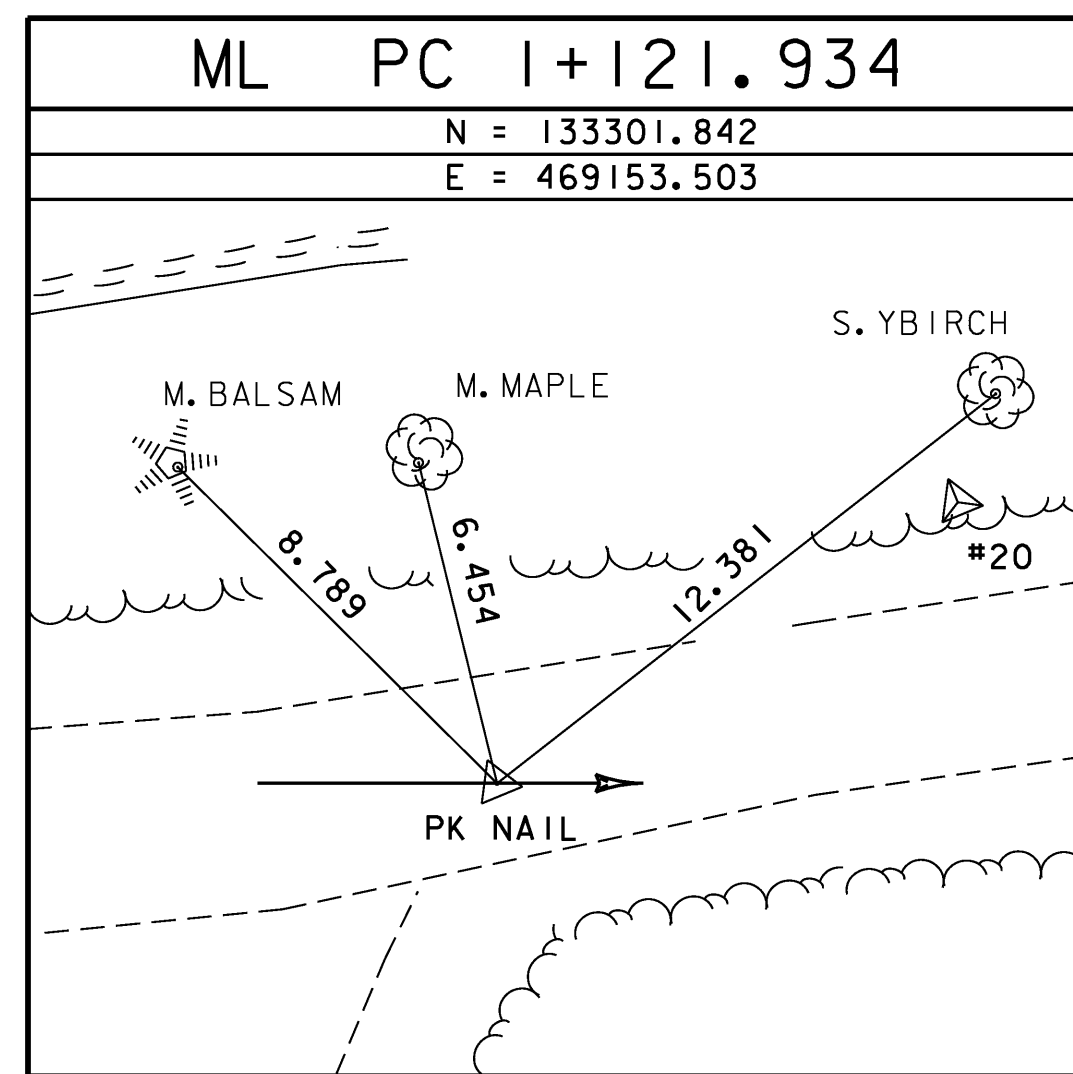 ML PC 1+121.934
N = 133301.842
E = 469153.503
S. YBIRCH
M. BALSAM
M. MAPLE
8.789
6.454
12.381
#20
PK NAIL